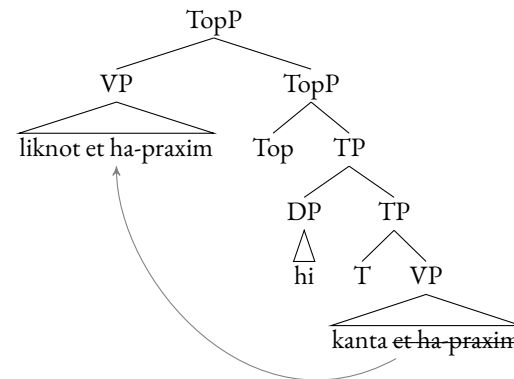 TopP
VP TopP
liknot et ha-praxim Top TP
DP TP
hi T VP
kanta et ha-praxim